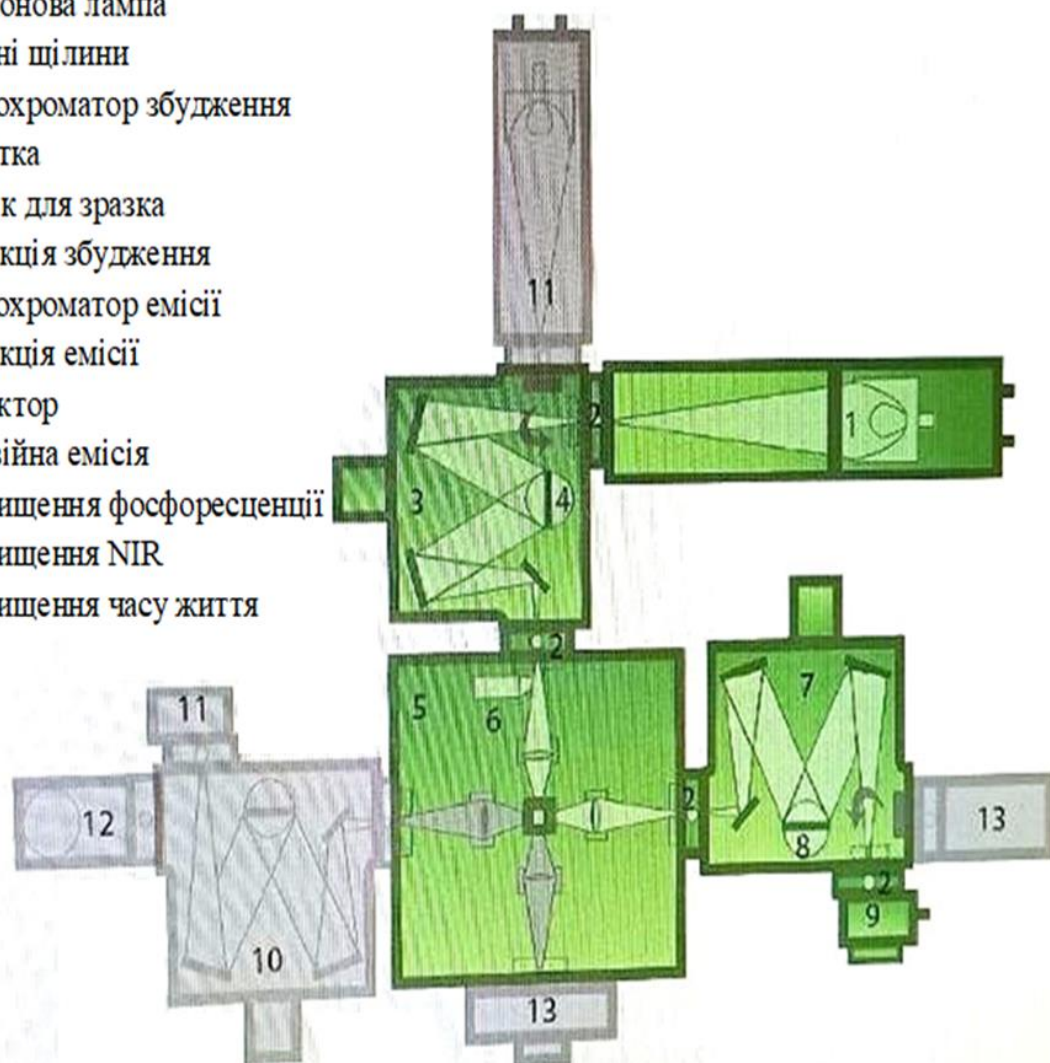 онова лампа
ні щілини
охроматор збудження
тка
к для зразка
кція збудження
охроматор емісії
кція емісії
ктор
війна емісія
ищення фосфоресценції
ищення NIR
ищення часу життя
11
2
1
3
4
2
5
6
7
11
12
2
8
13
2
9
10
13